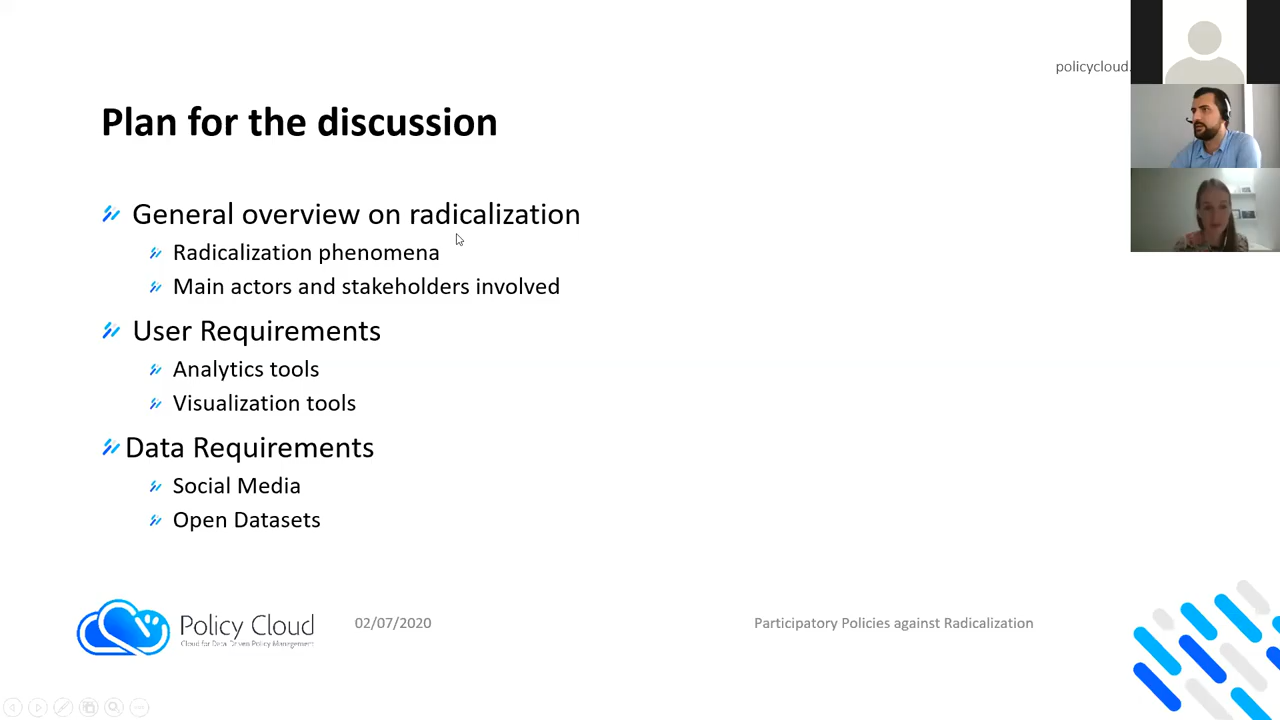 policycloud.
Plan for the discussion
General overview on radicalization
Radicalization phenomena
Main actors and stakeholders involved
User Requirements
Analytics tools
Visualization tools
Data Requirements
Social Media
Open Datasets
Policy Cloud
Cloud for Data-Driven Policy Management
02/07/2020
Participatory Policies against Radicalization